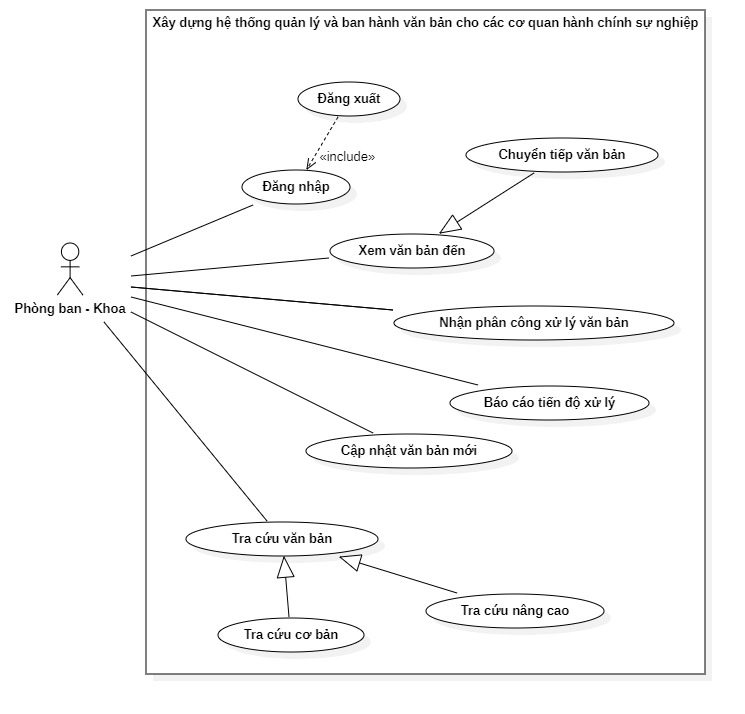 Xây dựng hệ thống quản lý và ban hành văn bản cho các cơ quan hành chính sự nghiệp
Đăng xuất
«include»
Đăng nhập
Chuyển tiếp văn bản
Xem văn bản đến
Phòng ban - Khoa
Nhận phân công xử lý văn bản
Báo cáo tiến độ xử lý
Cập nhật văn bản mới
Tra cứu văn bản
Tra cứu nâng cao
Tra cứu cơ bản